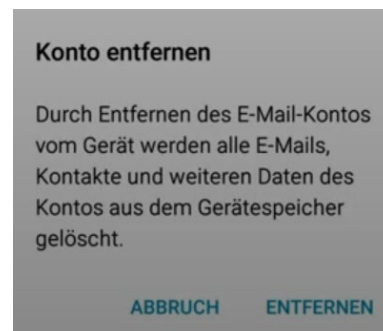 Konto entfernen
Durch Entfernen des E-Mail-Kontos
vom Gerät werden alle E-Mails,
Kontakte und weiteren Daten des
Kontos aus dem Gerätespeicher
gelöscht.
ABBRUCH ENTFERNEN